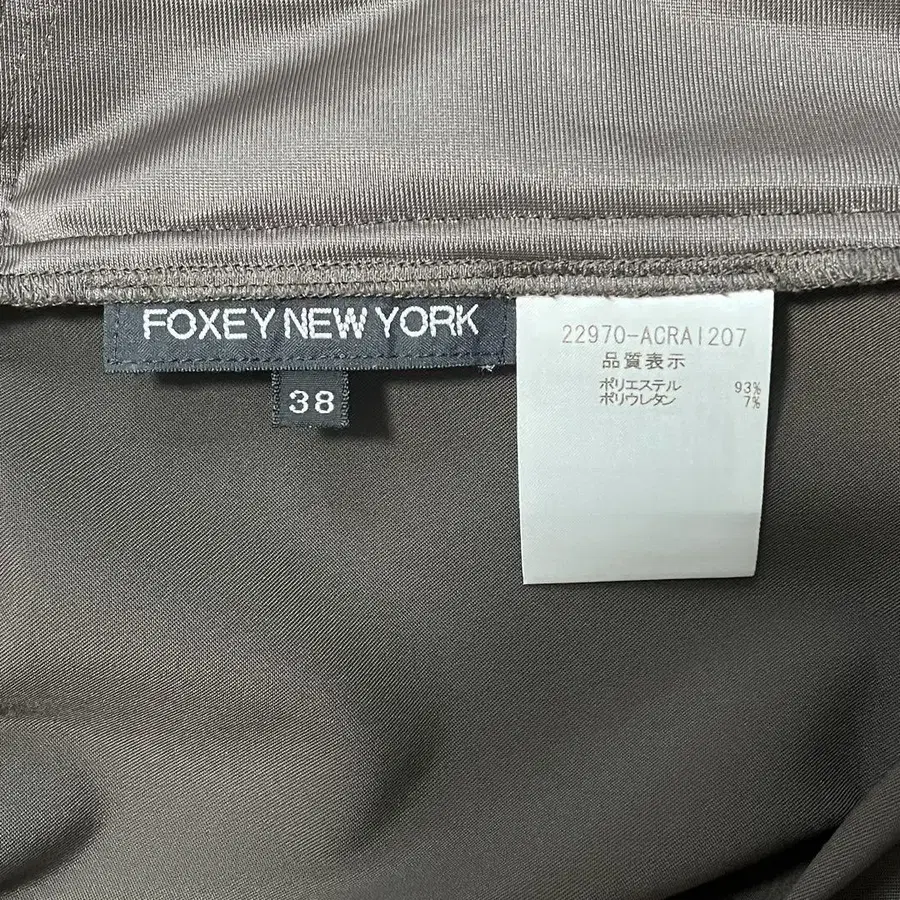 FOXEY NEW YORK
38
22970-ACRAI207
品質表示
ポリエステル 93%
ポリウレタン 7%